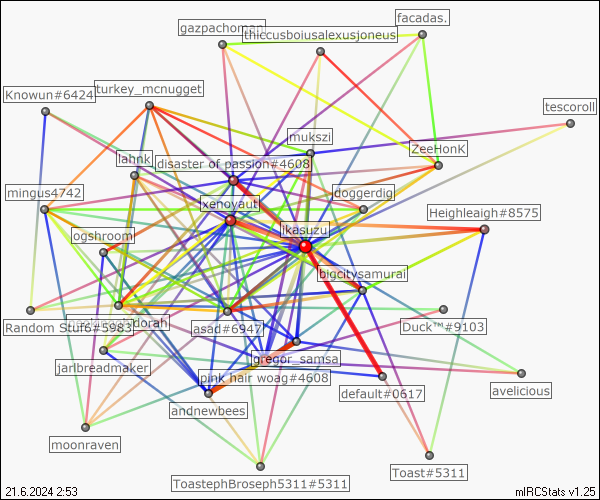 facadas.
gazpachoman
thiccusboiusalexusjoneus
turkey_mcnugget
Knowun#6424
tescoroll
mukszi
ZeeHonK
lahnk
disaster of passion#4608
mingus4742
doggerdig
xenoyaut
Heighleaigh#8575
jkasuzu
ogshroom
bigcitysamurai
Random Stuff#5983
dorah
asad#6947
Duck™#9103
gregor_samsa
jarlbreadmaker
pink hair woag#4608
default#0617
avelicious
andnewbees
moonraven
Toast#5311
ToastephBroseph5311#5311
21.6.2024 2:53
mIRCStats v1.25